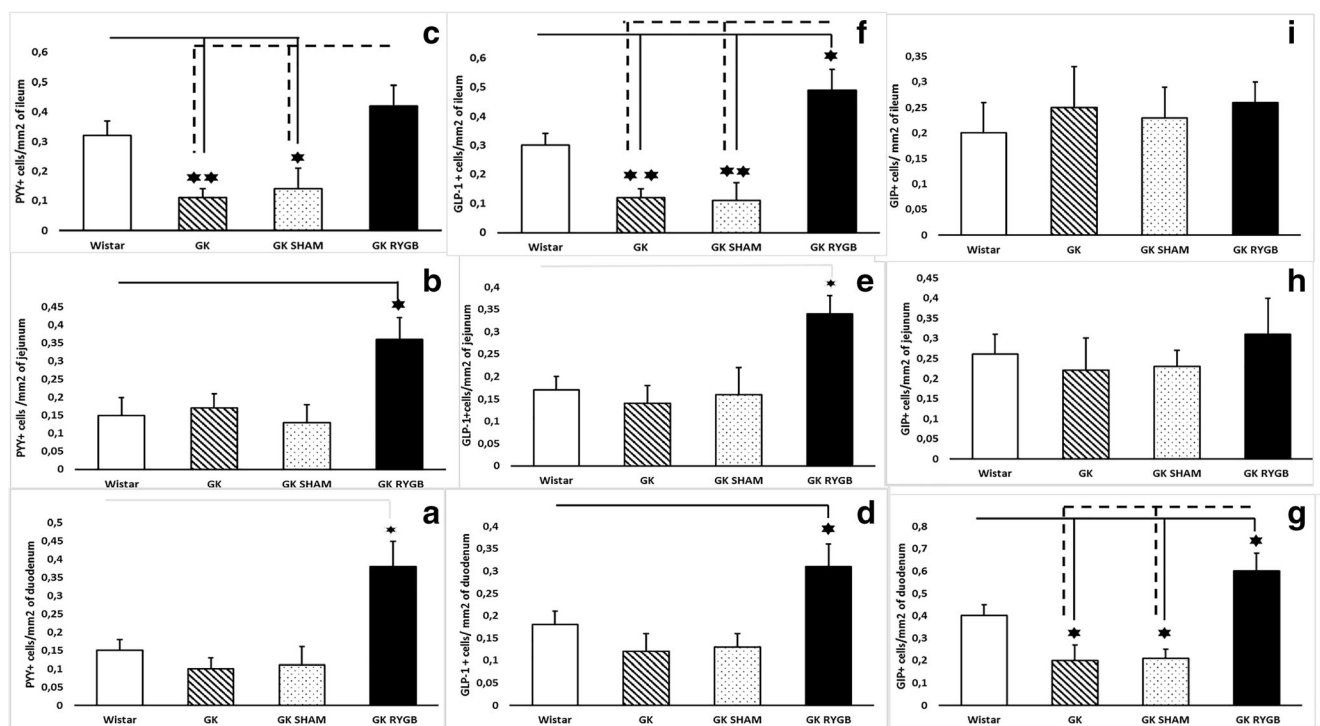 c
0,6
0,5
0,4
0,3
0,2
0,1
0
PYY+ cells/mm2 of ileum
Wistar GK GK SHAM GK RYGB
f
0,6
0,5
0,4
0,3
0,2
0,1
0
GLP-1 + cells/mm2 of ileum
Wistar GK GK SHAM GK RYGB
i
0,35
0,3
0,25
0,2
0,15
0,1
0,05
0
GIP+ cells/ mm2 of ileum
Wistar GK GK SHAM GK RYGB
b
0,45
0,4
0,35
0,3
0,25
0,2
0,15
0,1
0,05
0
PYY+ cells /mm2 of jejunum
Wistar GK GK SHAM GK RYGB
e
0,4
0,35
0,3
0,25
0,2
0,15
0,1
0,05
0
GLP-1+cells/mm2 of jejunum
Wistar GK GK SHAM GK RYGB
h
0,45
0,4
0,35
0,3
0,25
0,2
0,15
0,1
0,05
0
GIP+ cells/mm2 of jejunum
Wistar GK GK SHAM GK RYGB
a
0,5
0,45
0,4
0,35
0,3
0,25
0,2
0,15
0,1
0,05
0
PYY+ cells/mm2 of duodenum
Wistar GK GK SHAM GK RYGB
d
0,4
0,35
0,3
0,25
0,2
0,15
0,1
0,05
0
GLP-1 + cells/ mm2 of duodenum
Wistar GK GK SHAM GK RYGB
g
0,8
0,7
0,6
0,5
0,4
0,3
0,2
0,1
0
GIP+ cells/mm2 of duodenum
Wistar GK GK SHAM GK RYGB